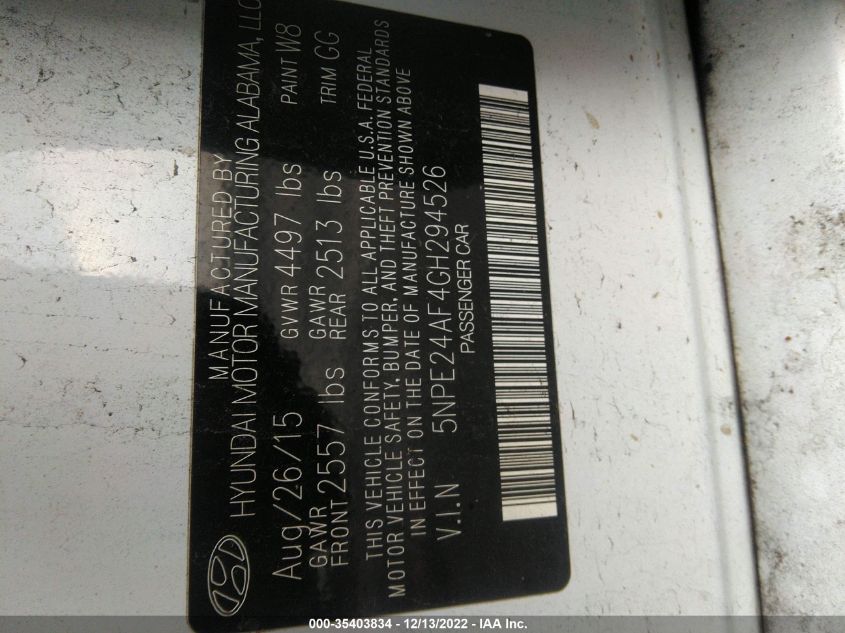 MANUFACTURED BY
HYUNDAI MOTOR MANUFACTURING ALABAMA, LLC
Aug/26/15 GVWR 4497 lbs PAINT W8
GAWR FRONT 2557 lbs GAWR REAR 2513 lbs TRIM GG
THIS VEHICLE CONFORMS TO ALL APPLICABLE U.S.A. FEDERAL
MOTOR VEHICLE SAFETY, BUMPER, AND THEFT PREVENTION STANDARDS
IN EFFECT ON THE DATE OF MANUFACTURE SHOWN ABOVE
V.I.N 5NPE24AF4GH294526
PASSENGER CAR
000-35403834 - 12/13/2022 - IAA Inc.